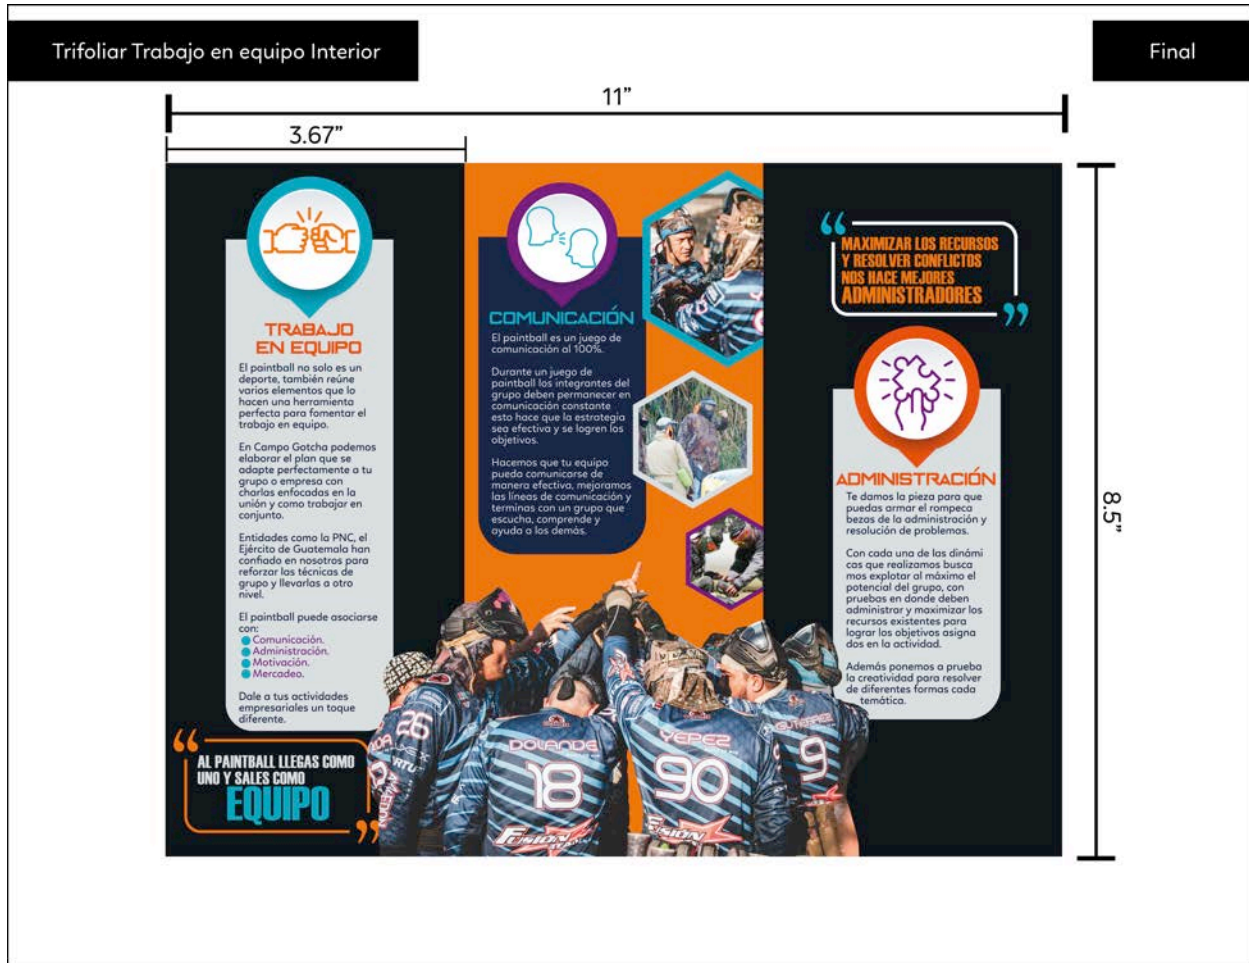 Trifoliar Trabajo en equipo Interior
Final
11”
3.67”
8.5”
TRABAJO
EN EQUIPO
El paintball no solo es un
deporte, también reúne
varios elementos que lo
hacen una herramienta
perfecta para fomentar el
trabajo en equipo.
En Campo Gotcha podemos
elaborar el plan que se
adapte perfectamente a tu
grupo o empresa con
charlas enfocadas en la
unión y como trabajar en
conjunto.
Entidades como la PNC, el
Ejército de Guatemala han
confiado en nosotros para
reforzar las técnicas de
grupo y llevarlas a otro
nivel.
El paintball puede asociarse
con:
Comunicación.
Administración.
Motivación.
Mercadeo.
Dale a tus actividades
empresariales un toque
diferente.
“
AL PAINTBALL LLEGAS COMO
UNO Y SALES COMO
EQUIPO
”
COMUNICACIÓN
El paintball es un juego de
comunicación al 100%.
Durante un juego de
paintball los integrantes del
grupo deben permanecer en
comunicación constante
esto hace que la estrategia
sea efectiva y se logren los
objetivos.
Hacemos que tu equipo
pueda comunicarse de
manera efectiva, mejoramos
las líneas de comunicación y
terminas con un grupo que
escucha, comprende y
ayuda a los demás.
“
MAXIMIZAR LOS RECURSOS
Y RESOLVER CONFLICTOS
NOS HACE MEJORES
ADMINISTRADORES
”
ADMINISTRACIÓN
Te damos la pieza para que
puedas armar el rompeca
bezas de la administración y
resolución de problemas.
Con cada una de las dinámi
cas que realizamos busca
mos explotar al máximo el
potencial del grupo, con
pruebas en donde deben
administrar y maximizar los
recursos existentes para
lograr los objetivos asigna
dos en la actividad.
Además ponemos a prueba
la creatividad para resolver
de diferentes formas cada
temática.
26
DOLANDE
18
FUSION
YEPEZ
90
FUSION
GUTIERREZ
9